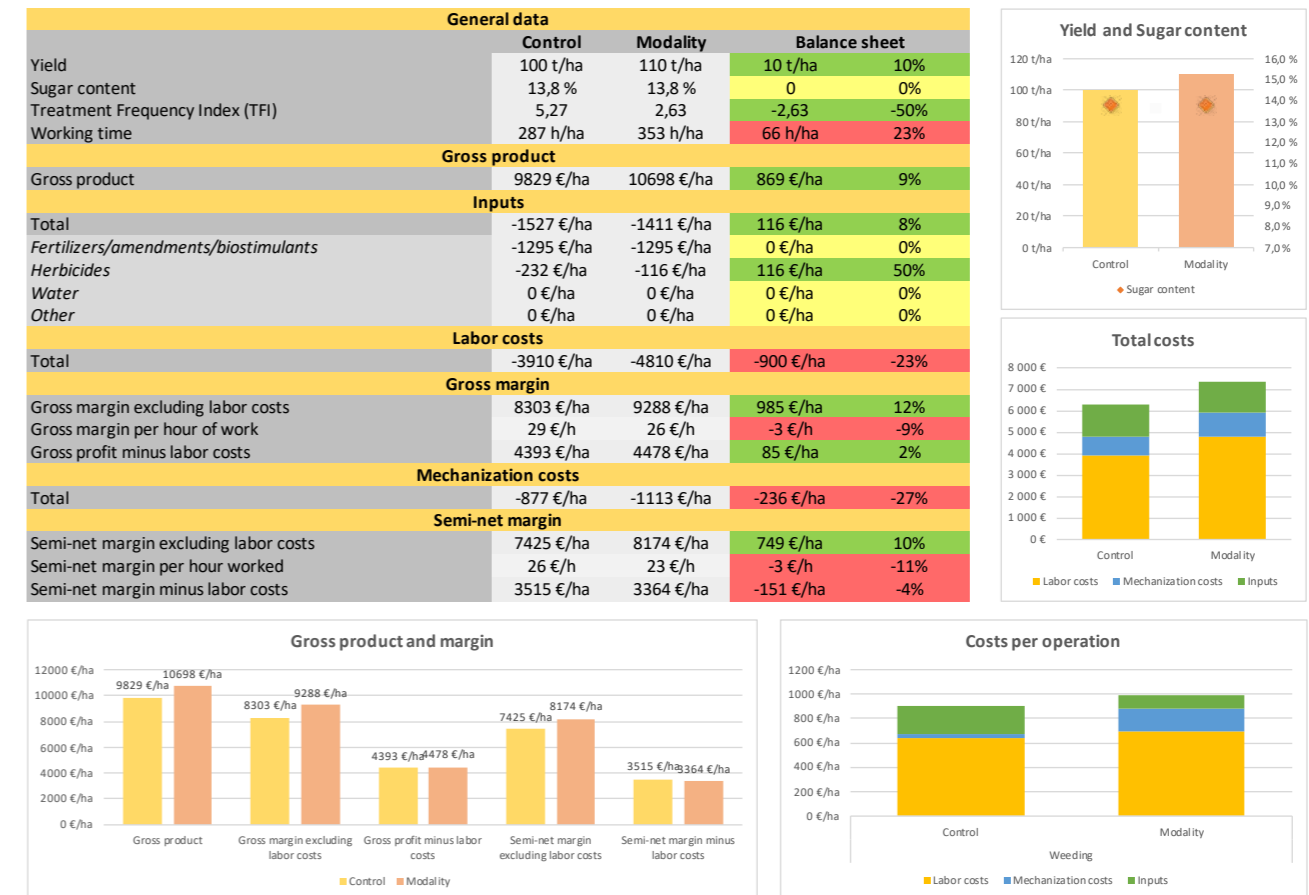 General data
Control Modality Balance sheet
Yield 100 t/ha 110 t/ha 10 t/ha 10%
Sugar content 13,8 % 13,8 % 0 0%
Treatment Frequency Index (TFI) 5,27 2,63 -2,63 -50%
Working time 287 h/ha 353 h/ha 66 h/ha 23%
Gross product
Gross product 9829 €/ha 10698 €/ha 869 €/ha 9%
Inputs
Total -1527 €/ha -1411 €/ha 116 €/ha 8%
Fertilizers/amendments/biostimulants -1295 €/ha -1295 €/ha 0 €/ha 0%
Herbicides -232 €/ha -116 €/ha 116 €/ha 50%
Water 0 €/ha 0 €/ha 0 €/ha 0%
Other 0 €/ha 0 €/ha 0 €/ha 0%
Labor costs
Total -3910 €/ha -4810 €/ha -900 €/ha -23%
Gross margin
Gross margin excluding labor costs 8303 €/ha 9288 €/ha 985 €/ha 12%
Gross margin per hour of work 29 €/h 26 €/h -3 €/h -9%
Gross profit minus labor costs 4393 €/ha 4478 €/ha 85 €/ha 2%
Mechanization costs
Total -877 €/ha -1113 €/ha -236 €/ha -27%
Semi-net margin
Semi-net margin excluding labor costs 7425 €/ha 8174 €/ha 749 €/ha 10%
Semi-net margin per hour worked 26 €/h 23 €/h -3 €/h -11%
Semi-net margin minus labor costs 3515 €/ha 3364 €/ha -151 €/ha -4%
Yield and Sugar content
120 t/ha 16,0 %
15,0 %
100 t/ha 14,0 %
80 t/ha 13,0 %
12,0 %
60 t/ha 11,0 %
40 t/ha 10,0 %
9,0 %
20 t/ha 8,0 %
0 t/ha 7,0 %
Control Modality
Sugar content
Total costs
8 000 €
7 000 €
6 000 €
5 000 €
4 000 €
3 000 €
2 000 €
1 000 €
0 €
Control Modality
Labor costs Mechanization costs Inputs
Gross product and margin
12000 €/ha
10000 €/ha
8000 €/ha
6000 €/ha
4000 €/ha
2000 €/ha
0 €/ha
9829 €/ha 10698 €/ha
8303 €/ha 9288 €/ha
4393 €/ha 4478 €/ha
7425 €/ha 8174 €/ha
3515 €/ha 3364 €/ha
Gross product Gross margin excluding Gross profit minus labor Semi-net margin Semi-net margin minus
labor costs costs excluding labor costs labor costs
Control Modality
Costs per operation
1200 €/ha
1000 €/ha
800 €/ha
600 €/ha
400 €/ha
200 €/ha
0 €/ha
Control Modality
Weeding
Labor costs Mechanization costs Inputs